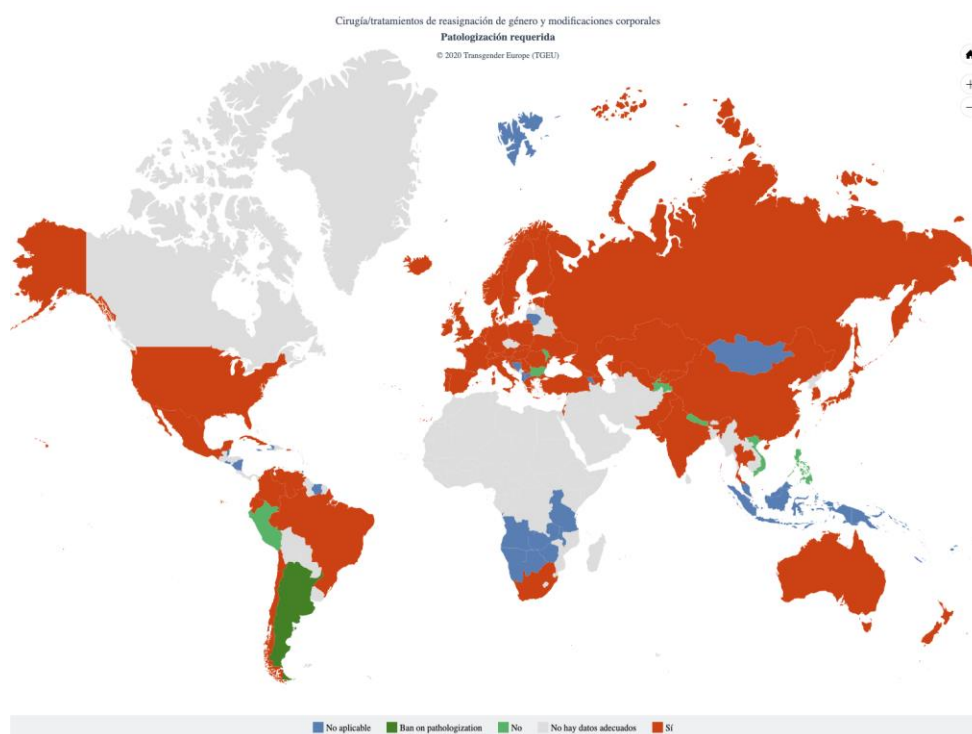 Cirugía/tratamientos de reasignación de género y modificaciones corporales
Patologización requerida
© 2020 Transgender Europe (TGEU)
No aplicable
Ban on pathologization
No
No hay datos adecuados
Sí